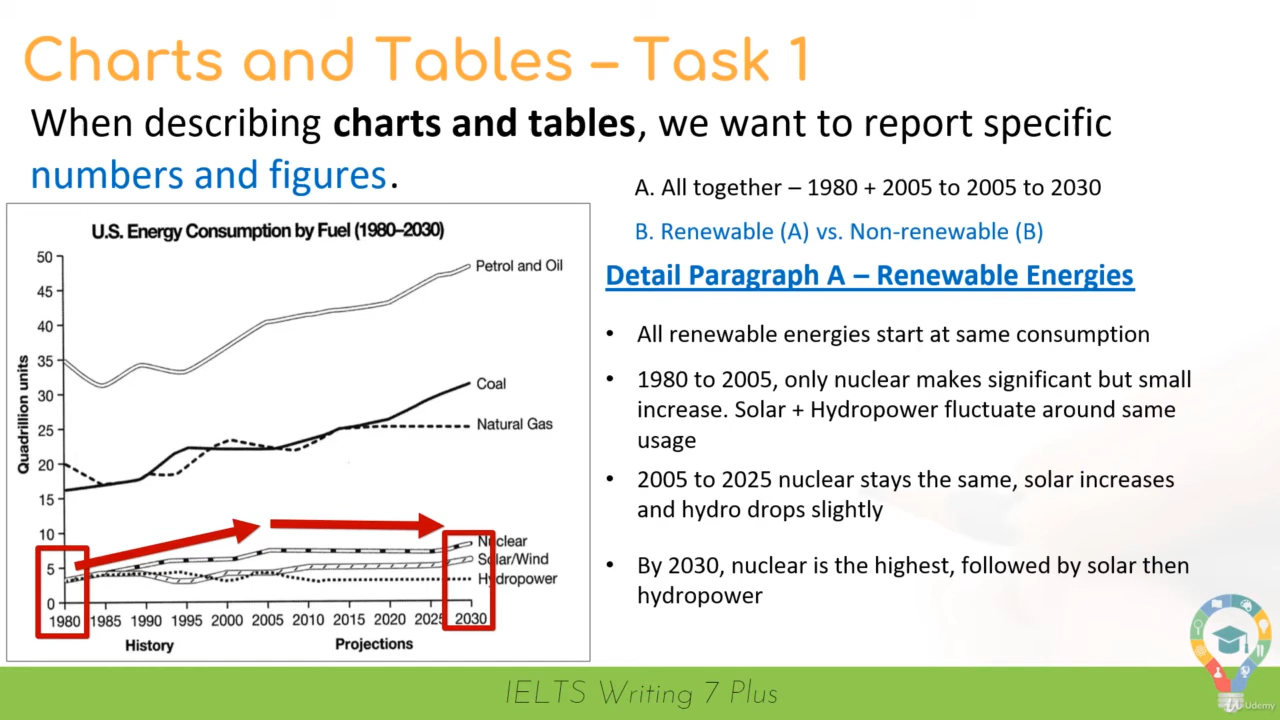 Charts and Tables – Task 1
When describing charts and tables, we want to report specific
numbers and figures.
A. All together – 1980 + 2005 to 2005 to 2030
B. Renewable (A) vs. Non-renewable (B)
Detail Paragraph A – Renewable Energies
• All renewable energies start at same consumption
• 1980 to 2005, only nuclear makes significant but small
increase. Solar + Hydropower fluctuate around same
usage
• 2005 to 2025 nuclear stays the same, solar increases
and hydro drops slightly
• By 2030, nuclear is the highest, followed by solar then
hydropower
U.S. Energy Consumption by Fuel (1980–2030)
Quadrillion units
50
45
40
35
30
25
20
15
10
5
0
Petrol and Oil
Coal
Natural Gas
Nuclear
Solar/Wind
Hydropower
1980 1985 1990 1995 2000 2005 2010 2015 2020 2025 2030
History Projections
IELTS Writing 7 Plus
Udemy